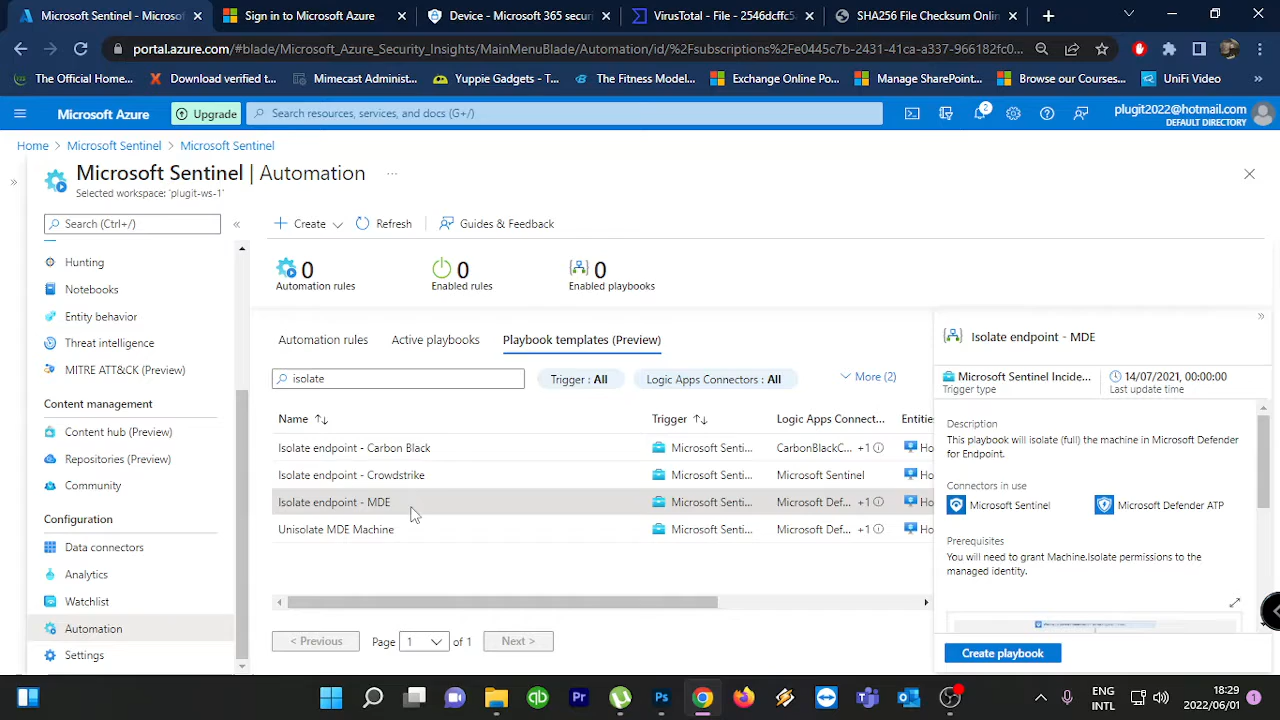 Microsoft Sentinel - Microsof
Sign in to Microsoft Azure
Device - Microsoft 365 securi
VirusTotal - File - 2546dcffc5
SHA256 File Checksum Onlin
portal.azure.com/#blade/Microsoft_Azure_Security_Insights/MainMenuBlade/Automation/id/%2Fsubscriptions%2Fe0445c7b-2431-41ca-a337-966182fc0...
The Official Home...
Download verified t...
Mimecast Administ...
Yuppie Gadgets - T...
The Fitness Model...
Exchange Online Po...
Manage SharePoint...
Browse our Courses...
UniFi Video
Microsoft Azure
Upgrade
Search resources, services, and docs (G+/)
2
plugit2022@hotmail.com
DEFAULT DIRECTORY
Home > Microsoft Sentinel > Microsoft Sentinel
Microsoft Sentinel | Automation ...
Selected workspace: 'plugit-ws-1'
Search (Ctrl+/)
Create
Refresh
Guides & Feedback
Hunting
Notebooks
Entity behavior
Threat intelligence
MITRE ATT&CK (Preview)
Content management
Content hub (Preview)
Repositories (Preview)
Community
Configuration
Data connectors
Analytics
Watchlist
Automation
Settings
0
Automation rules
0
Enabled rules
0
Enabled playbooks
Automation rules
Active playbooks
Playbook templates (Preview)
isolate
Trigger : All
Logic Apps Connectors : All
More (2)
Name
Trigger
Logic Apps Connect...
Entitie
Isolate endpoint - Carbon Black
Microsoft Senti...
CarbonBlackC... +1
Ho
Isolate endpoint - Crowdstrike
Microsoft Senti...
Microsoft Sentinel
Ho
Isolate endpoint - MDE
Microsoft Senti...
Microsoft Def... +1
Ho
Unisolate MDE Machine
Microsoft Senti...
Microsoft Def... +1
Ho
< Previous
Page 1 of 1
Next >
Isolate endpoint - MDE
Microsoft Sentinel Incide...
Trigger type
14/07/2021, 00:00:00
Last update time
Description
This playbook will isolate (full) the machine in Microsoft Defender
for Endpoint.
Connectors in use
Microsoft Sentinel
Microsoft Defender ATP
Prerequisites
You will need to grant Machine.Isolate permissions to the
managed identity.
Create playbook
ENG
INTL
18:29
2022/06/01
1